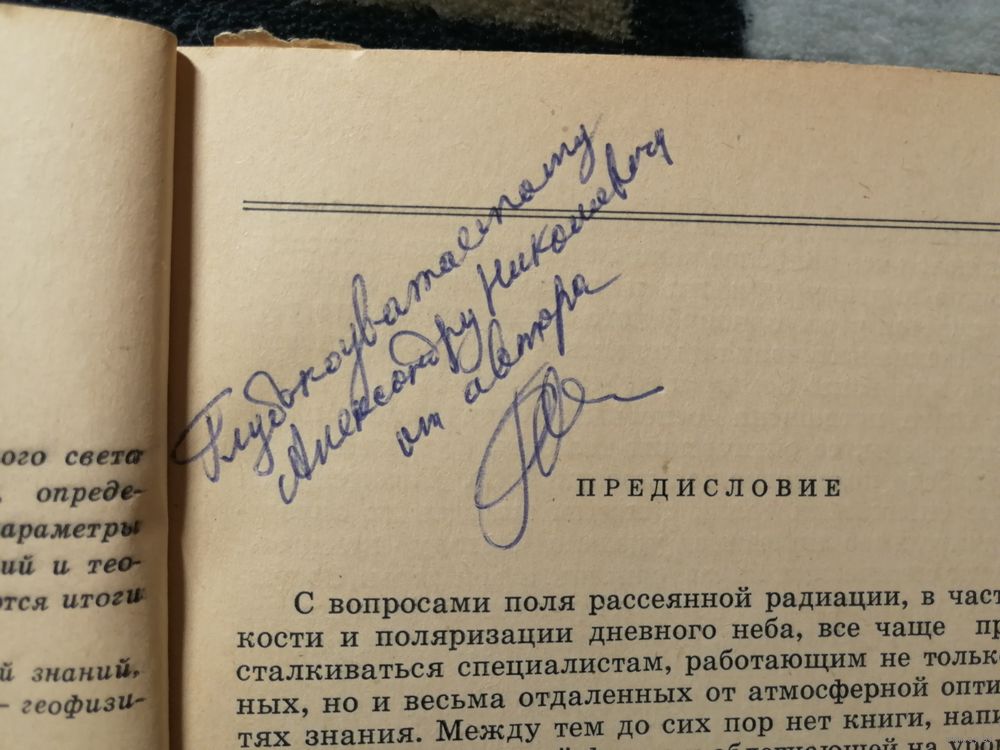 Глубокоуважаемому
Александру Николаевичу
от автора
ПРЕДИСЛОВИЕ
С вопросами поля рассеянной радиации, в част
кости и поляризации дневного неба, все чаще пр
сталкиваться специалистам, работающим не только
ных, но и весьма отдаленных от атмосферной опти
тях знания. Между тем до сих пор нет книги, напи
ого света
, опреде-
араметры
ий и тео-
ются итоги
й знаний,
– геофизи-